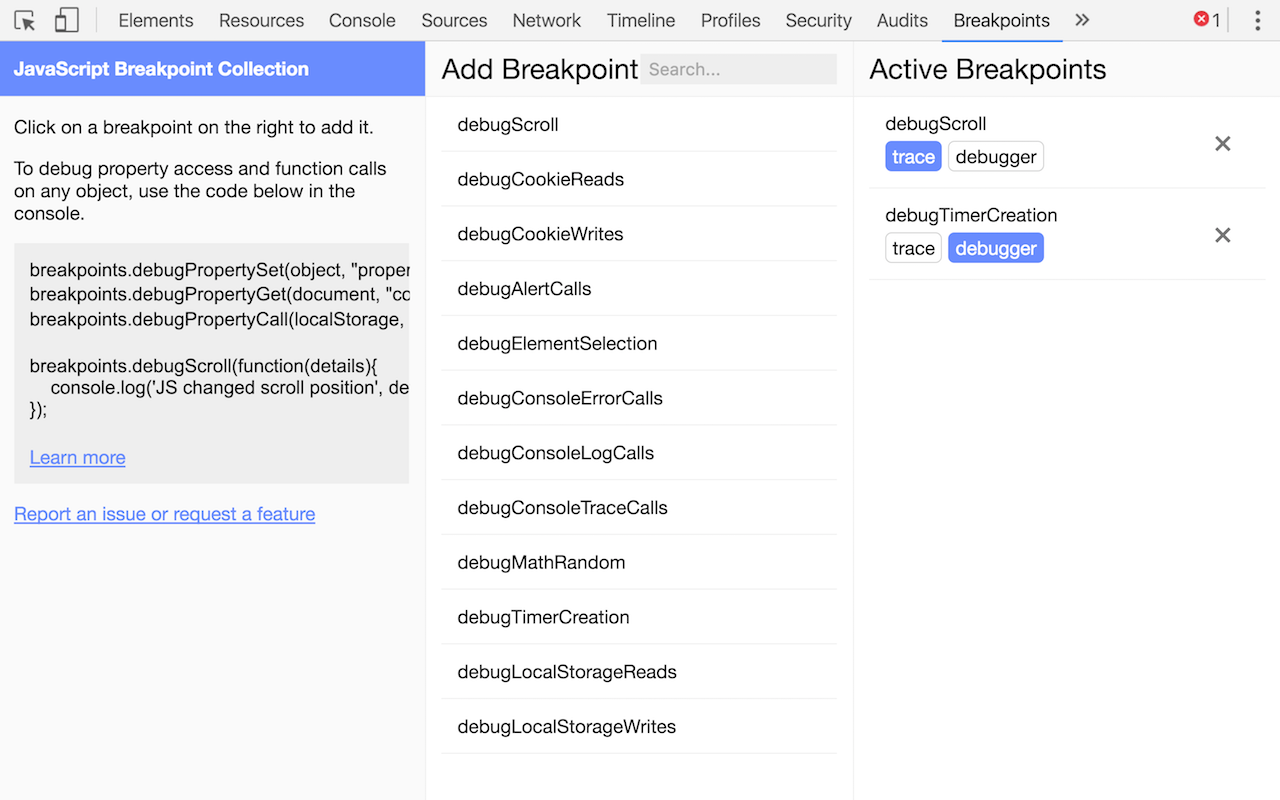 Elements Resources Console Sources Network Timeline Profiles Security Audits Breakpoints 1
JavaScript Breakpoint Collection
Click on a breakpoint on the right to add it.
To debug property access and function calls
on any object, use the code below in the
console.
breakpoints.debugPropertySet(object, "proper
breakpoints.debugPropertyGet(document, "co
breakpoints.debugPropertyCall(localStorage,
breakpoints.debugScroll(function(details){
console.log('JS changed scroll position', de
});
Learn more
Report an issue or request a feature
Add Breakpoint Search...
debugScroll
debugCookieReads
debugCookieWrites
debugAlertCalls
debugElementSelection
debugConsoleErrorCalls
debugConsoleLogCalls
debugConsoleTraceCalls
debugMathRandom
debugTimerCreation
debugLocalStorageReads
debugLocalStorageWrites
Active Breakpoints
debugScroll
trace debugger
debugTimerCreation
trace debugger